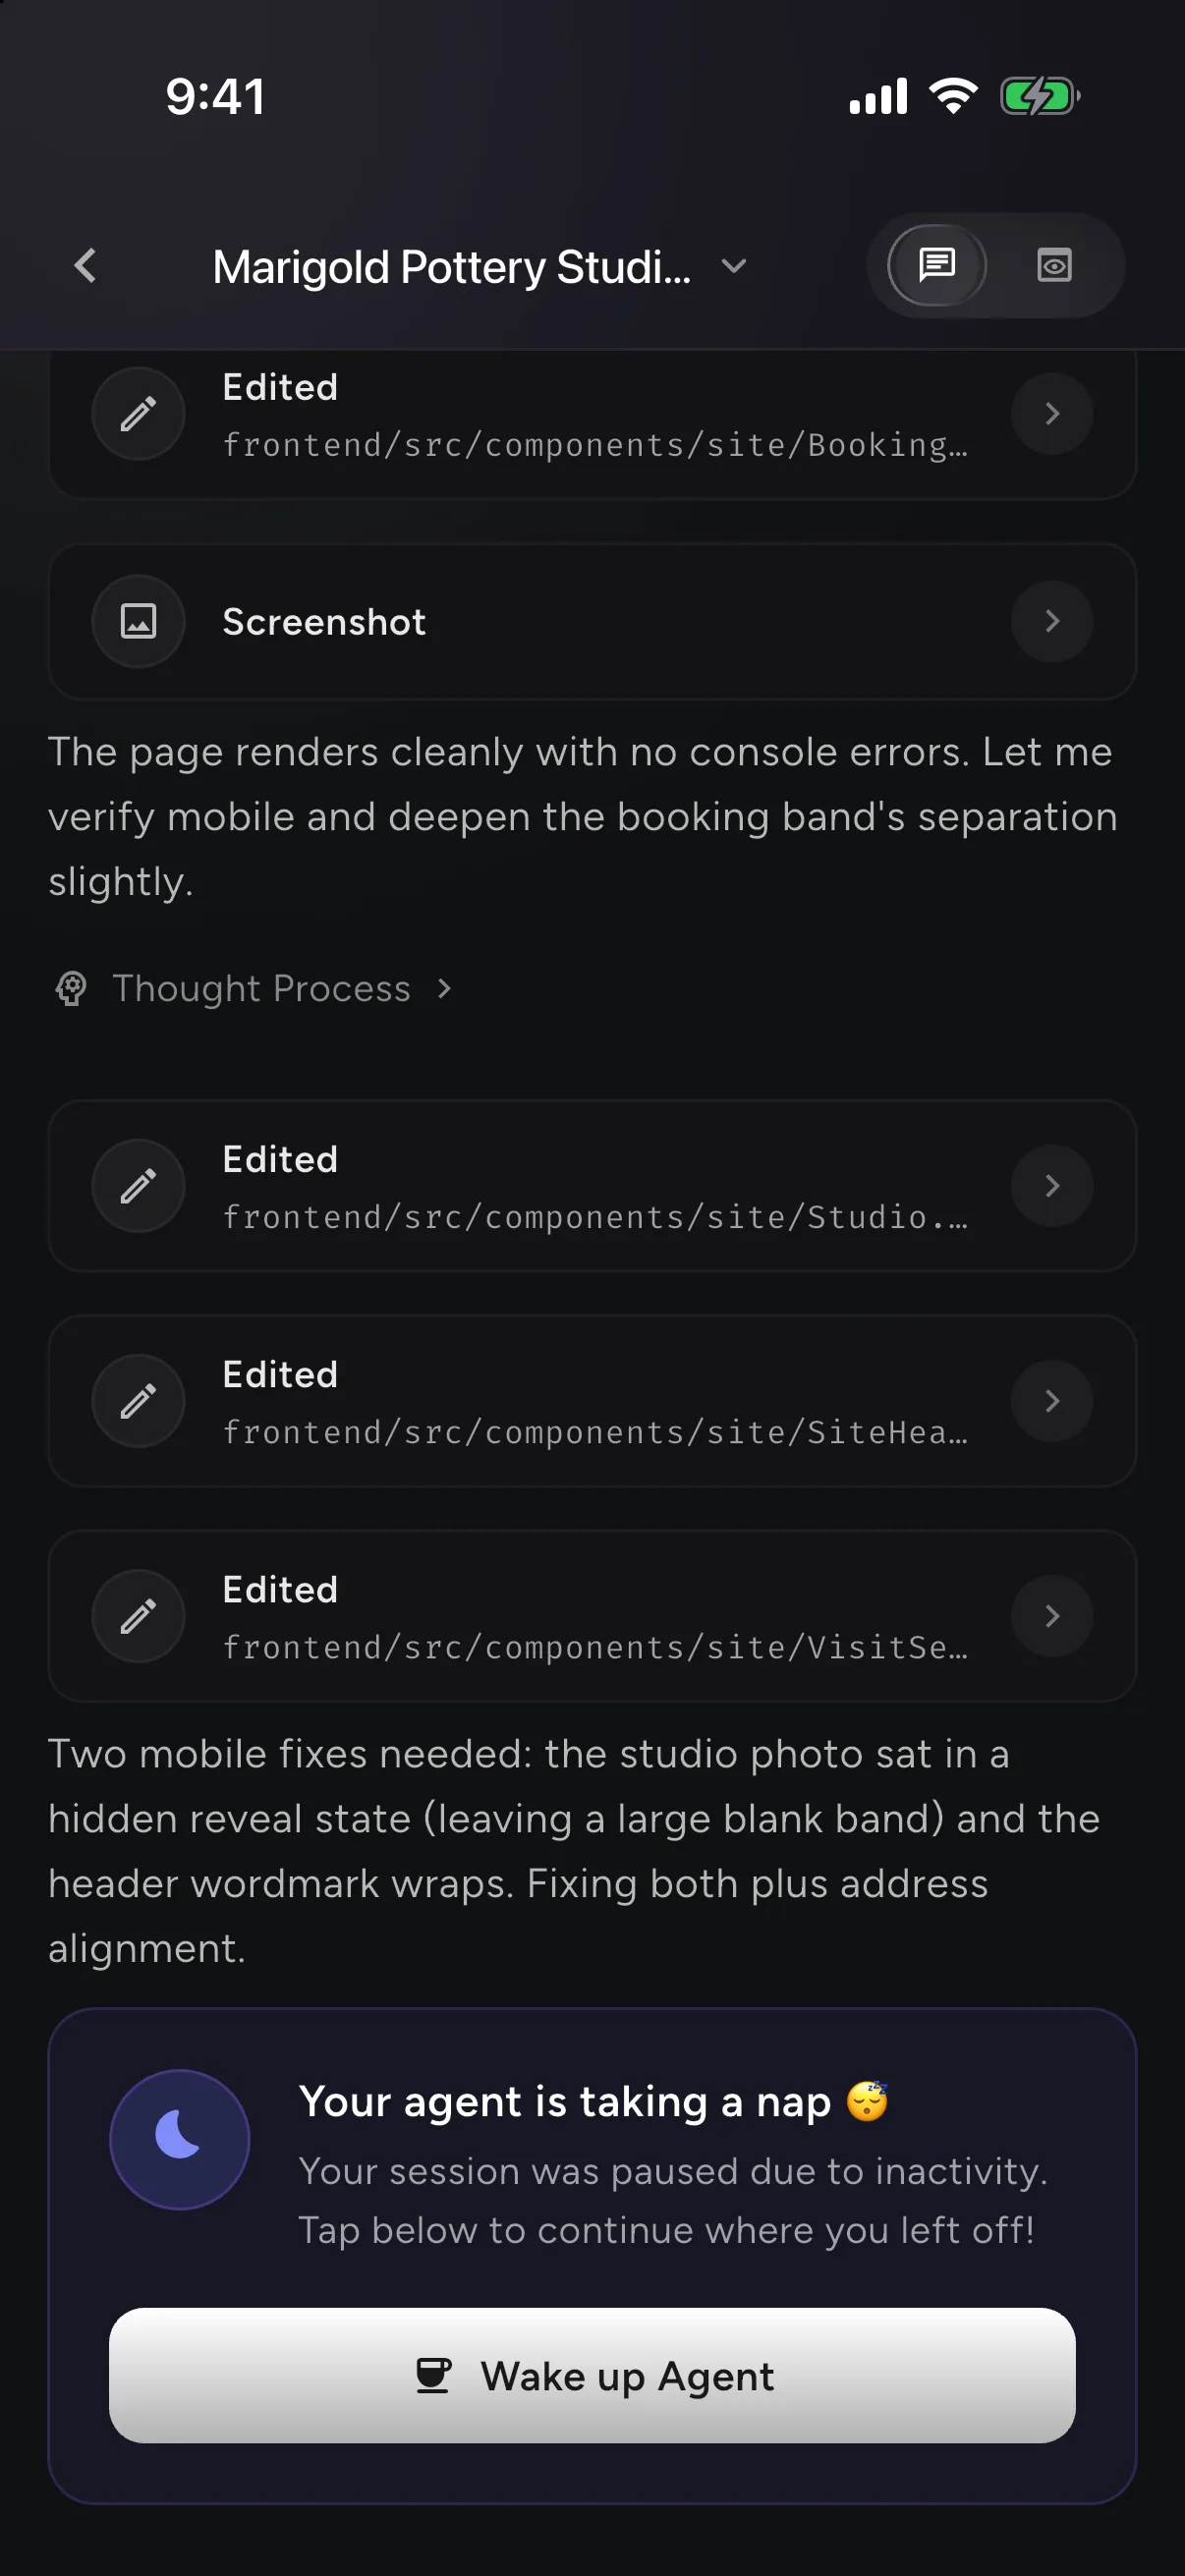 9:41
Marigold Pottery Studi...
Edited
frontend/src/components/site/Booking…
Screenshot
The page renders cleanly with no console errors. Let me
verify mobile and deepen the booking band's separation
slightly.
Thought Process
Edited
frontend/src/components/site/Studio.…
Edited
frontend/src/components/site/SiteHea…
Edited
frontend/src/components/site/VisitSe…
Two mobile fixes needed: the studio photo sat in a
hidden reveal state (leaving a large blank band) and the
header wordmark wraps. Fixing both plus address
alignment.
Your agent is taking a nap 😴
Your session was paused due to inactivity.
Tap below to continue where you left off!
Wake up Agent